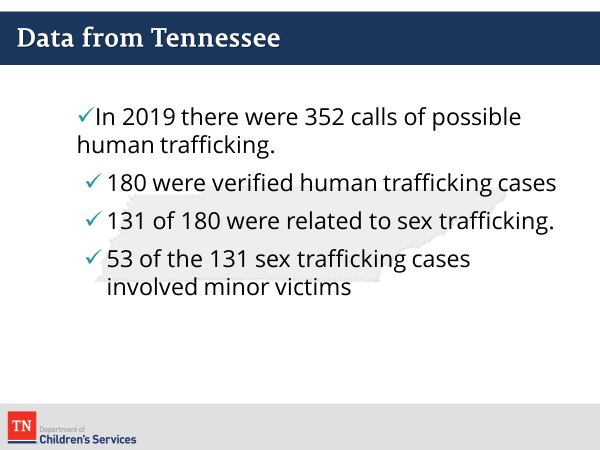 Data from Tennessee
✓In 2019 there were 352 calls of possible
human trafficking.
✓ 180 were verified human trafficking cases
✓ 131 of 180 were related to sex trafficking.
✓ 53 of the 131 sex trafficking cases
involved minor victims
TN
Department of
Children's Services